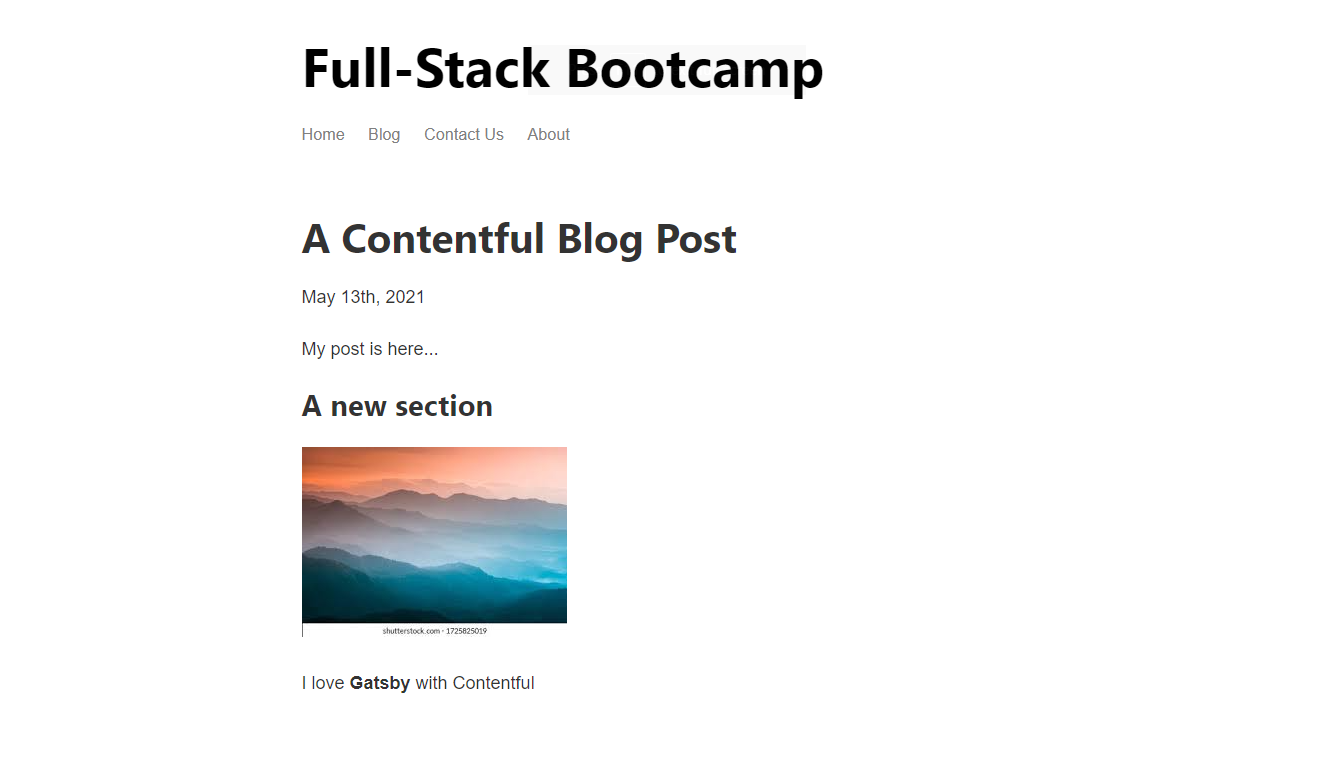 Full-Stack Bootcamp
Home Blog Contact Us About
A Contentful Blog Post
May 13th, 2021
My post is here...
A new section
shutterstock.com · 1725825019
I love Gatsby with Contentful